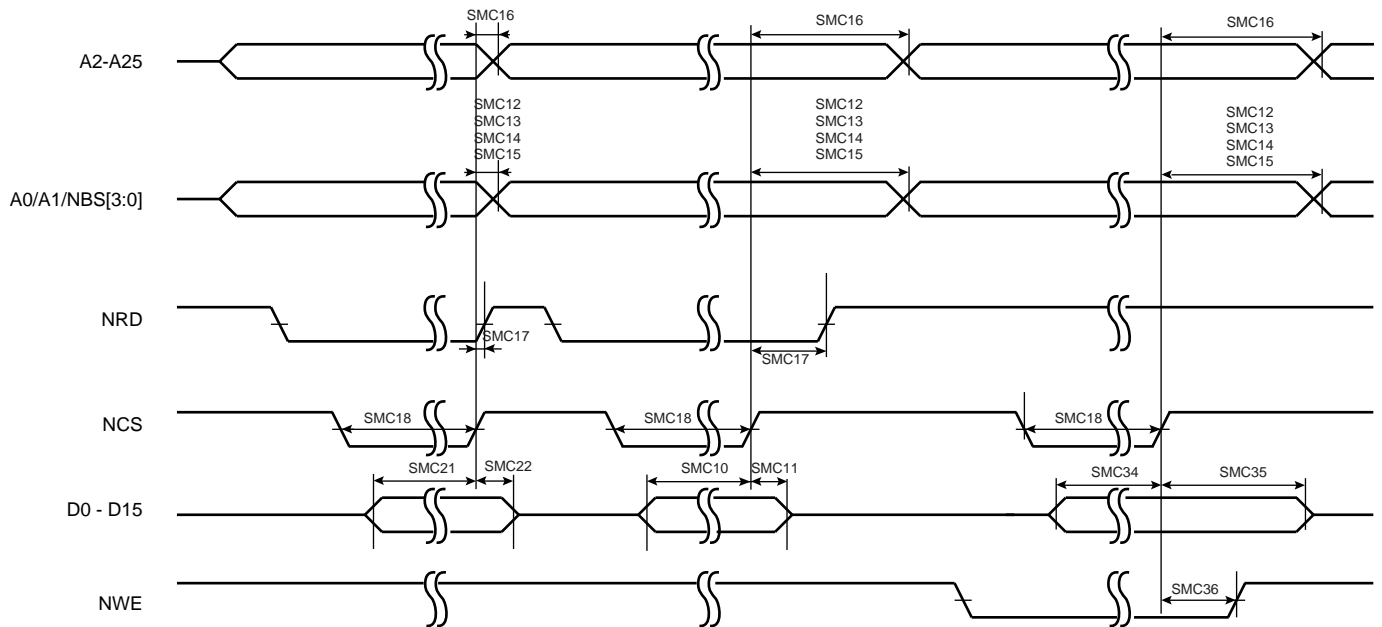 SMC16
SMC16
SMC16
A2-A25
SMC12
SMC13
SMC14
SMC15
SMC12
SMC13
SMC14
SMC15
SMC12
SMC13
SMC14
SMC15
A0/A1/NBS[3:0]
NRD
SMC17
SMC17
NCS
SMC18
SMC18
SMC18
SMC21
SMC22
SMC10
SMC11
SMC34
SMC35
D0 - D15
NWE
SMC36